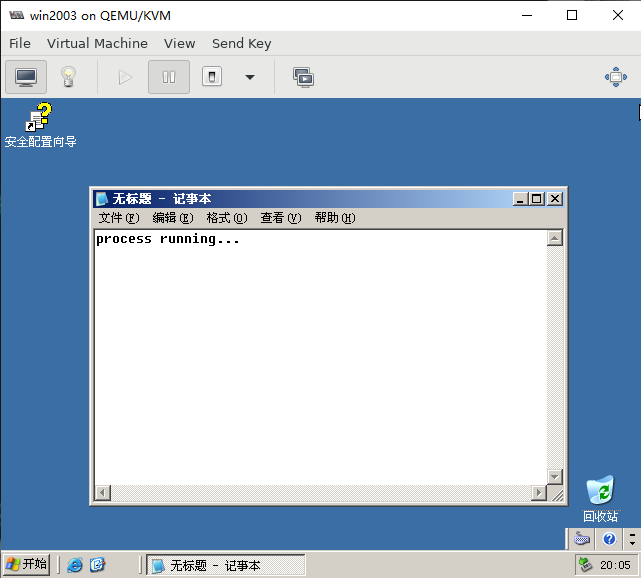 win2003 on QEMU/KVM
File Virtual Machine View Send Key
安全配置向导
无标题 - 记事本
文件(F) 编辑(E) 格式(O) 查看(V) 帮助(H)
process running...
回收站
开始 无标题 - 记事本 20:05